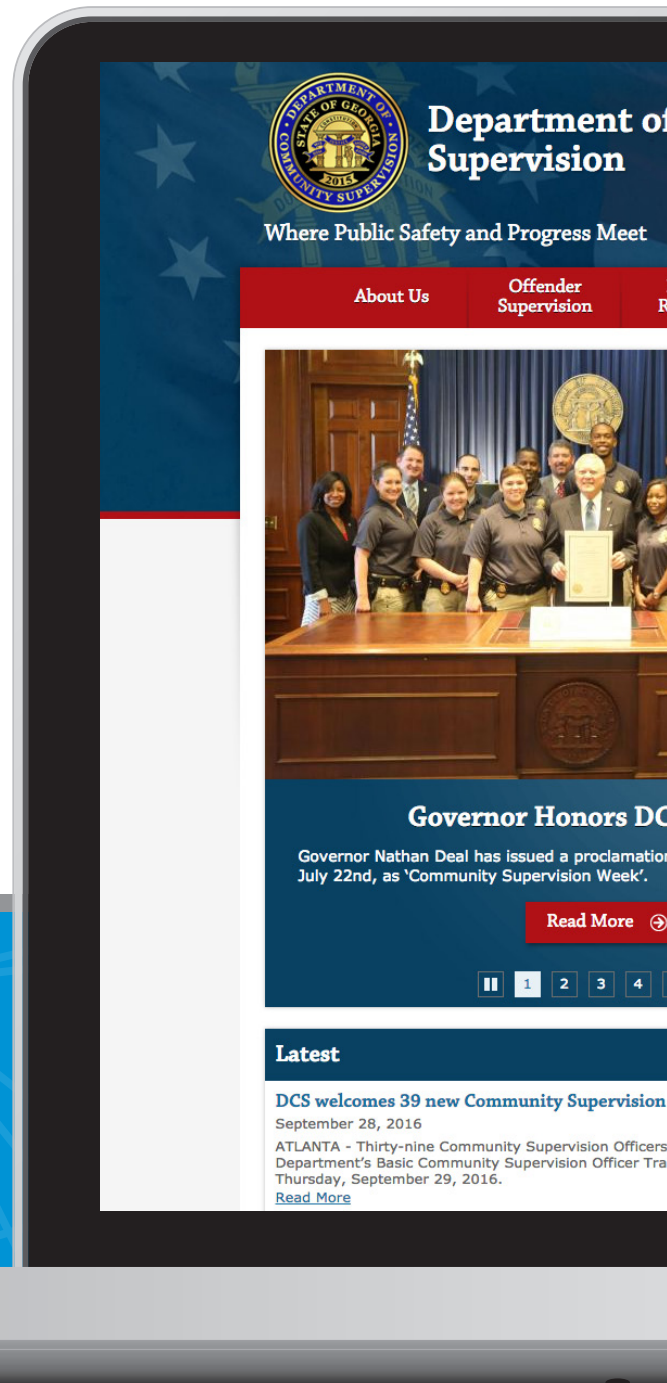 DEPARTMENT OF
COMMUNITY SUPERVISION
STATE OF GEORGIA
CONSTITUTION
2015
Department of
Supervision
Where Public Safety and Progress Meet
About Us
Offender
Supervision
R
Governor Honors DC
Governor Nathan Deal has issued a proclamation
July 22nd, as ‘Community Supervision Week’.
Read More
1 2 3 4
Latest
DCS welcomes 39 new Community Supervision
September 28, 2016
ATLANTA - Thirty-nine Community Supervision Officers
Department’s Basic Community Supervision Officer Tra
Thursday, September 29, 2016.
Read More